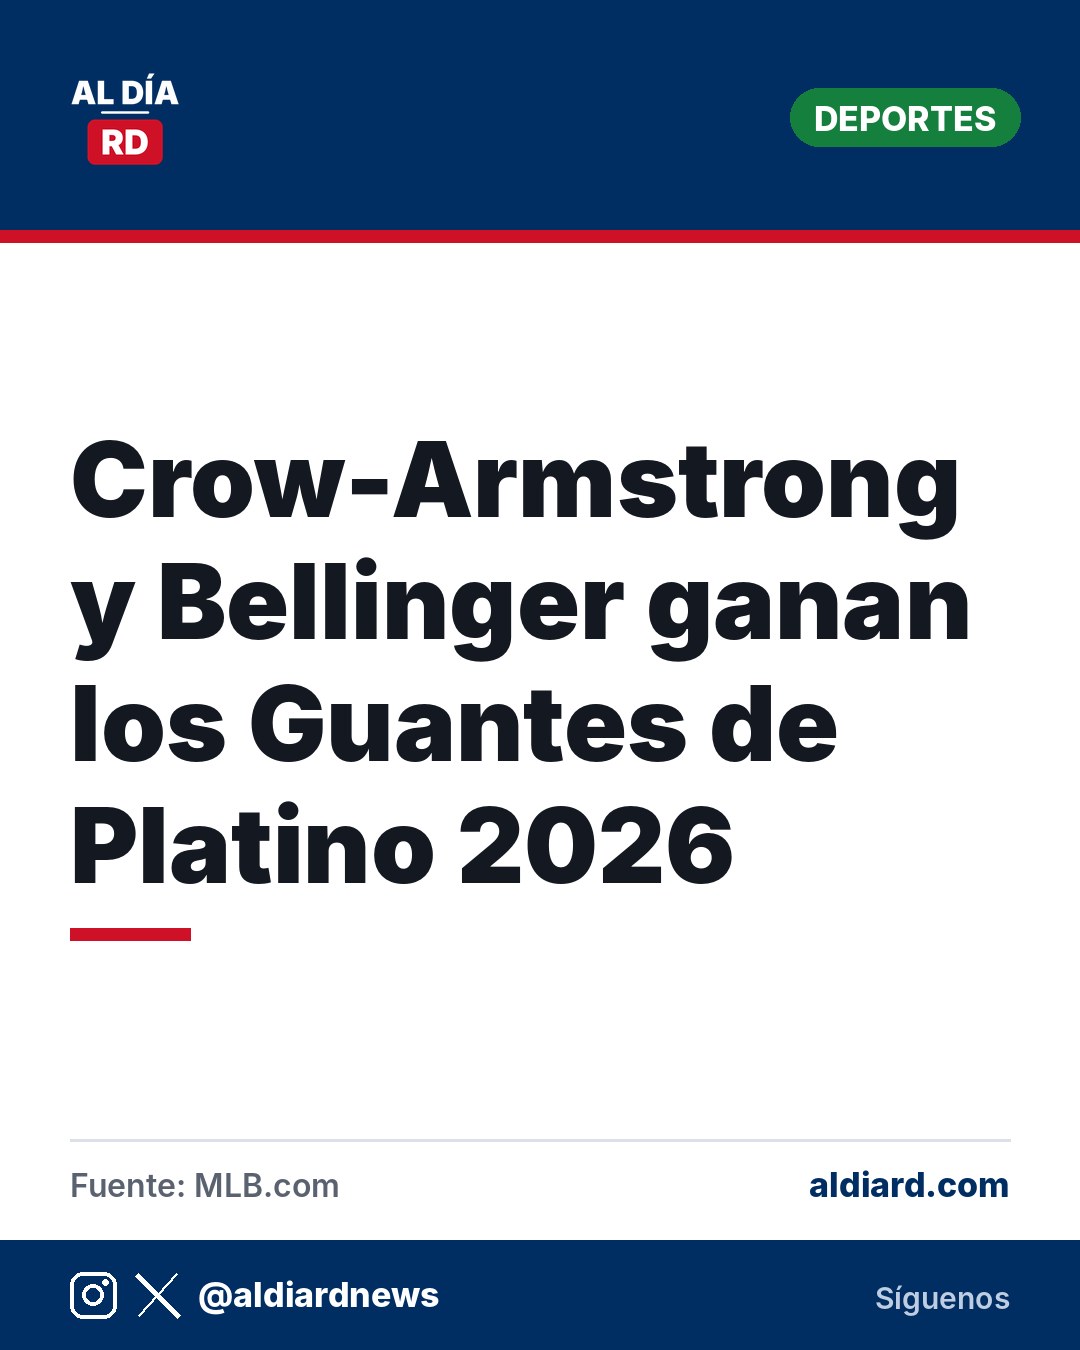 AL DÍA
RD
DEPORTES
Crow-Armstrong
y Bellinger ganan
los Guantes de
Platino 2026
Fuente: MLB.com
aldiard.com
@aldiardnews
Síguenos